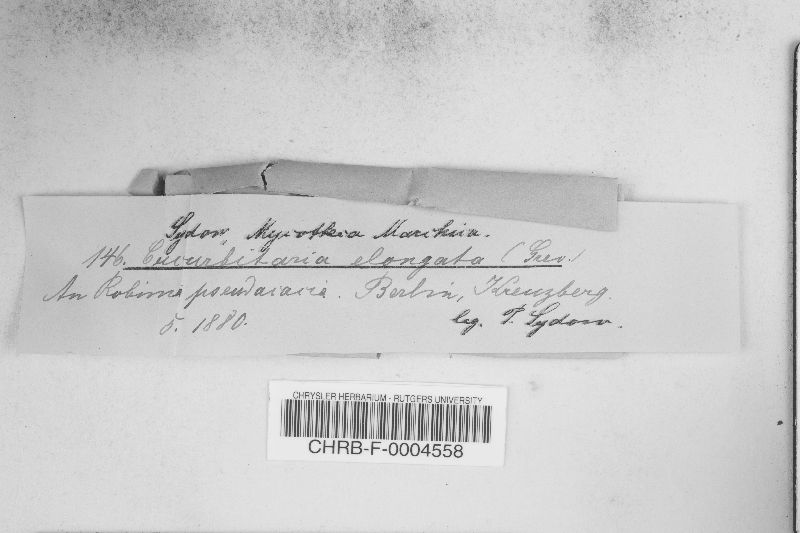 Sydow, Mycotheca Marchica.
146. Cucurbitaria elongata (Grev.)
An Robinia pseudacacia. Berlin, Kreuzberg.
5. 1880. leg. P. Sydow.
CHRYSLER HERBARIUM - RUTGERS UNIVERSITY
CHRB-F-0004558